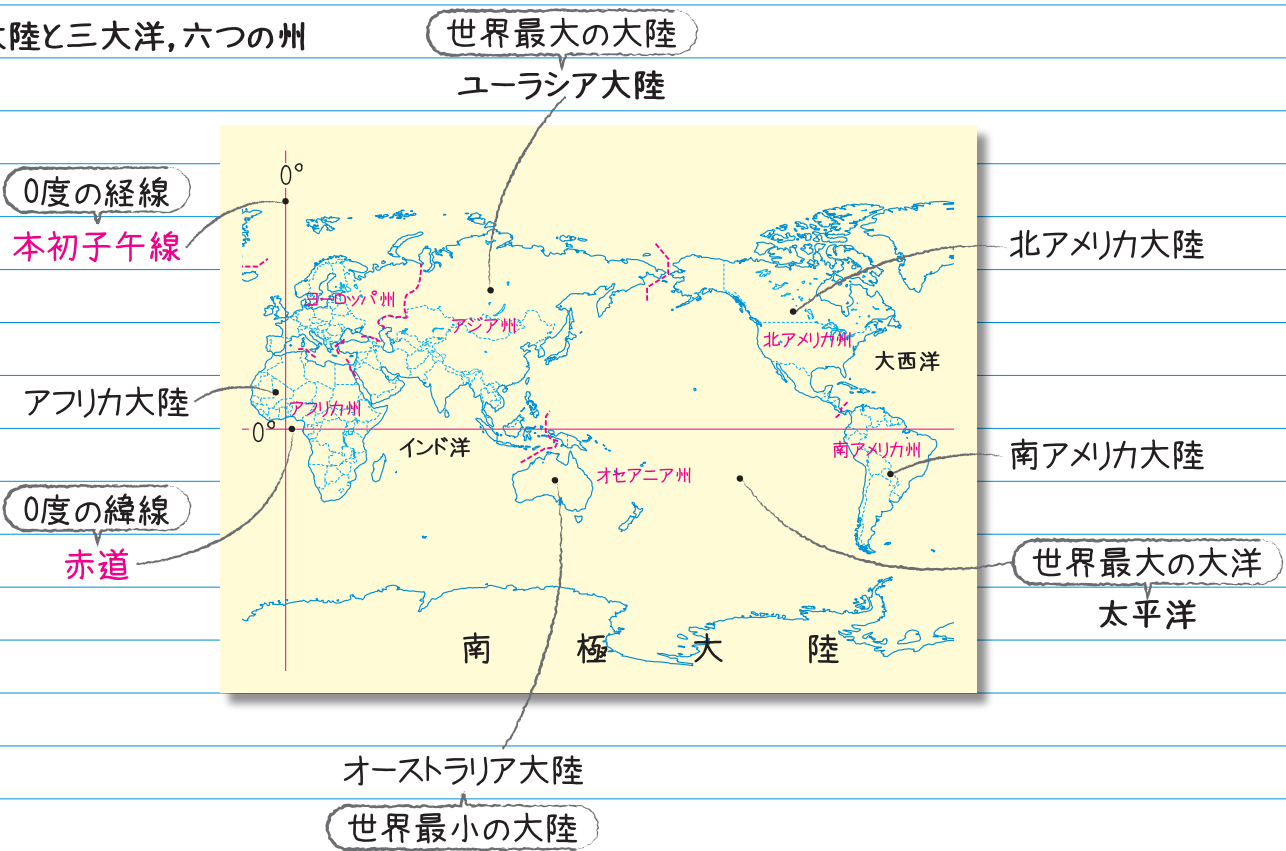 大陸と三大洋,六つの州
世界最大の大陸
ユーラシア大陸
0°
0度の経線
本初子午線
北アメリカ大陸
ヨーロッパ州
アジア州
北アメリカ州
大西洋
アフリカ大陸
アフリカ州
0°
インド洋
南アメリカ州
南アメリカ大陸
オセアニア州
0度の緯線
赤道
世界最大の大洋
太平洋
南極大陸
オーストラリア大陸
世界最小の大陸